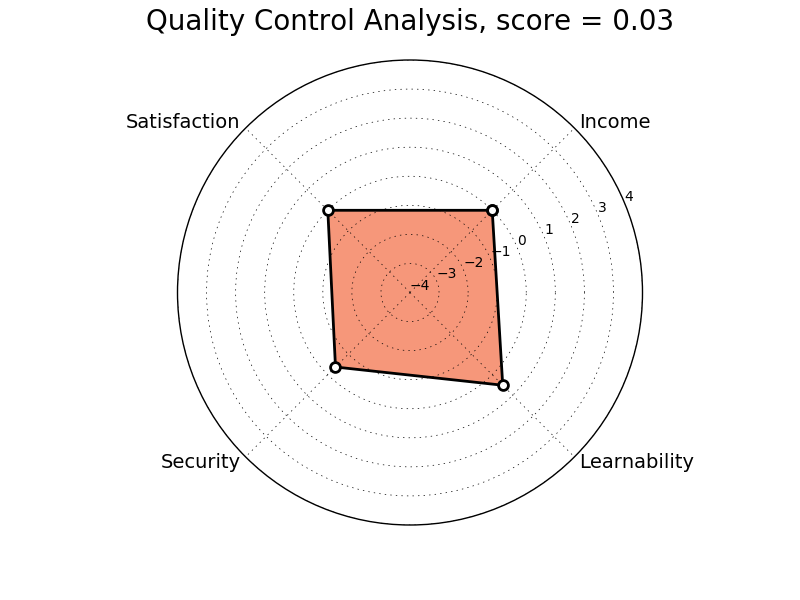 Quality Control Analysis, score = 0.03
Satisfaction
Income
4
3
2
1
0
−1
−2
−3
−4
Security
Learnability